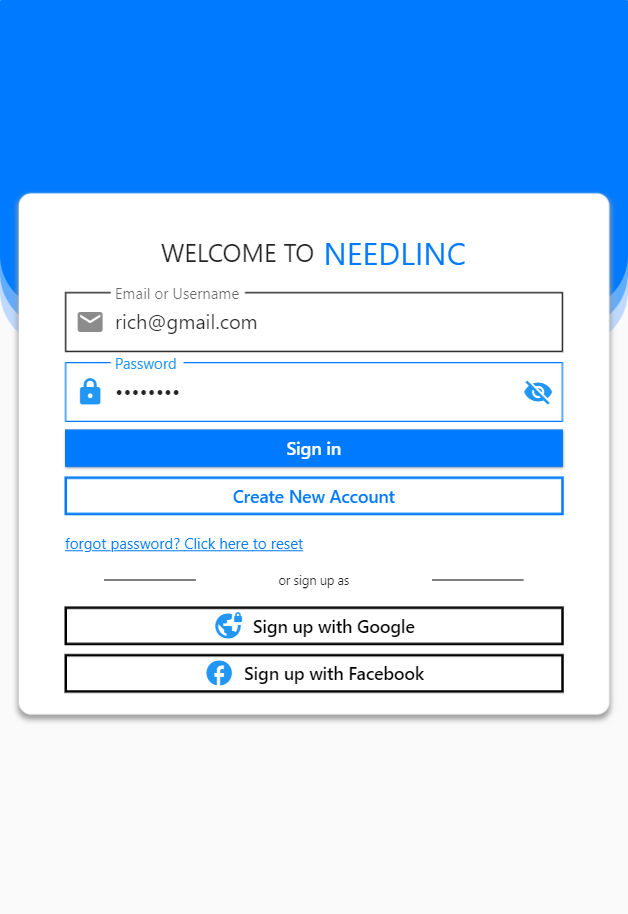 WELCOME TO NEEDLINC
Email or Username
rich@gmail.com
Password
••••••••
Sign in
Create New Account
forgot password? Click here to reset
or sign up as
Sign up with Google
Sign up with Facebook